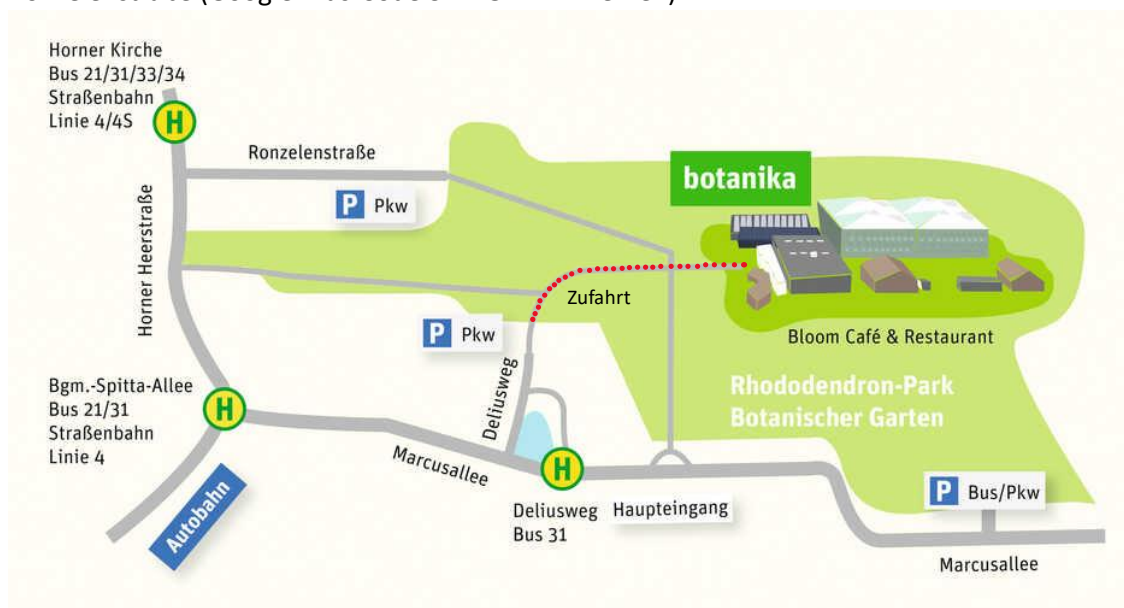 Horner Kirche
Bus 21/31/33/34
Straßenbahn
Linie 4/4S
H
Ronzelenstraße
P Pkw
botanika
Horner Heerstraße
Zufahrt
P Pkw
Bloom Café & Restaurant
Deliusweg
Rhododendron-Park
Botanischer Garten
Bgm.-Spitta-Allee
Bus 21/31
Straßenbahn
Linie 4
H
Marcusallee
H
Autobahn
Deliusweg
Bus 31
Haupteingang
P Bus/Pkw
Marcusallee